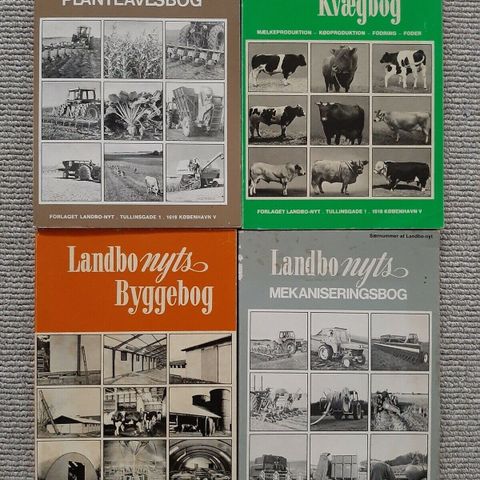 PLANTEAVLSBOG
FORLAGET LANDBO-NYT . TULLINSGADE 1 . 1618 KØBENHAVN V
Kvægbog
MÆLKEPRODUKTION - KØDPRODUKTION - FODRING - FODER
FORLAGET LANDBO-NYT . TULLINSGADE 1 . 1618 KØBENHAVN V
Landbo nyts
Byggebog
Særnummer af Landbo-nyt
Landbo nyts
MEKANISERINGSBOG